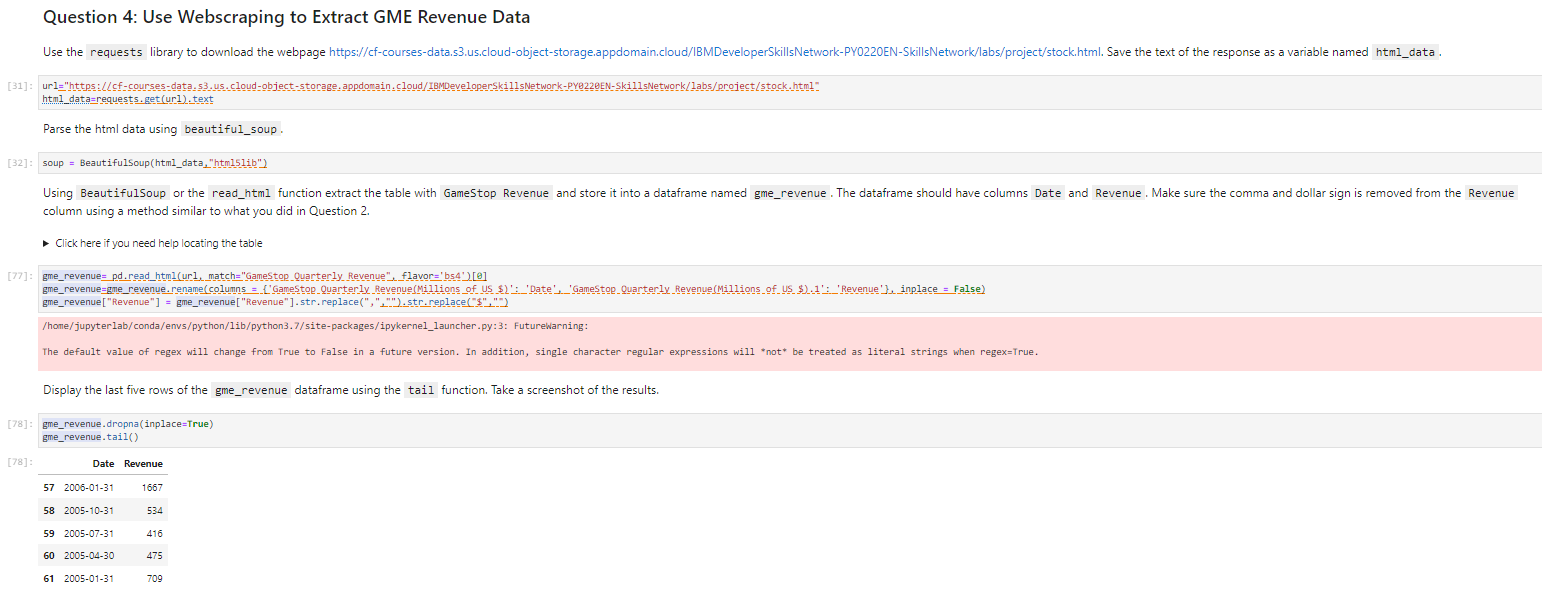 Question 4: Use Webscraping to Extract GME Revenue Data
Use the requests library to download the webpage https://cf-courses-data.s3.us.cloud-object-storage.appdomain.cloud/IBMDeveloperSkillsNetwork-PY0220EN-SkillsNetwork/labs/project/stock.html. Save the text of the response as a variable named html_data.
[31]: url="https://cf-courses-data.s3.us.cloud-object-storage.appdomain.cloud/IBMDeveloperSkillsNetwork-PY0220EN-SkillsNetwork/labs/project/stock.html"
html_data=requests.get(url).text
Parse the html data using beautiful_soup.
[32]: soup = BeautifulSoup(html_data,"html5lib")
Using BeautifulSoup or the read_html function extract the table with GameStop Revenue and store it into a dataframe named gme_revenue. The dataframe should have columns Date and Revenue. Make sure the comma and dollar sign is removed from the Revenue
column using a method similar to what you did in Question 2.
▶ Click here if you need help locating the table
[77]: gme_revenue= pd.read_html(url, match="GameStop Quarterly Revenue", flavor='bs4')[0]
gme_revenue=gme_revenue.rename(columns = {'GameStop Quarterly Revenue(Millions of US $)': 'Date', 'GameStop Quarterly Revenue(Millions of US $).1': 'Revenue'}, inplace = False)
gme_revenue["Revenue"] = gme_revenue["Revenue"].str.replace(",","").str.replace("$","")
/home/jupyterlab/conda/envs/python/lib/python3.7/site-packages/ipykernel_launcher.py:3: FutureWarning:
The default value of regex will change from True to False in a future version. In addition, single character regular expressions will *not* be treated as literal strings when regex=True.
Display the last five rows of the gme_revenue dataframe using the tail function. Take a screenshot of the results.
[78]: gme_revenue.dropna(inplace=True)
gme_revenue.tail()
[78]: Date Revenue
57 2006-01-31 1667
58 2005-10-31 534
59 2005-07-31 416
60 2005-04-30 475
61 2005-01-31 709